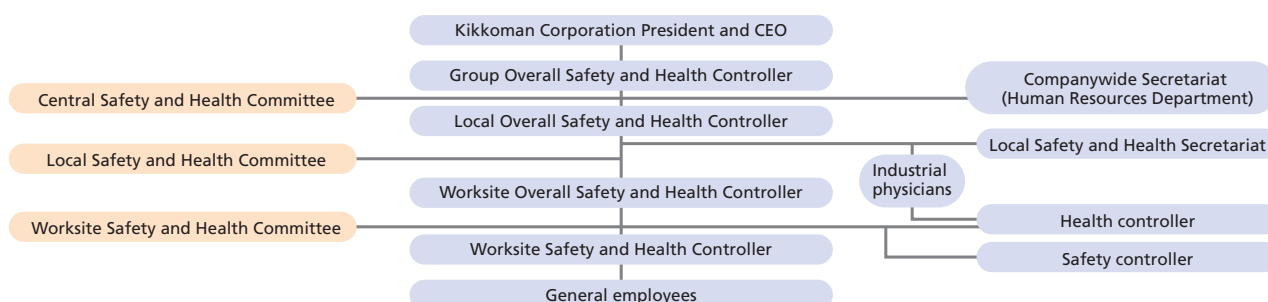 Kikkoman Corporation President and CEO
Group Overall Safety and Health Controller
Central Safety and Health Committee
Companywide Secretariat
(Human Resources Department)
Local Overall Safety and Health Controller
Local Safety and Health Committee
Local Safety and Health Secretariat
Industrial
physicians
Worksite Overall Safety and Health Controller
Worksite Safety and Health Committee
Health controller
Worksite Safety and Health Controller
Safety controller
General employees